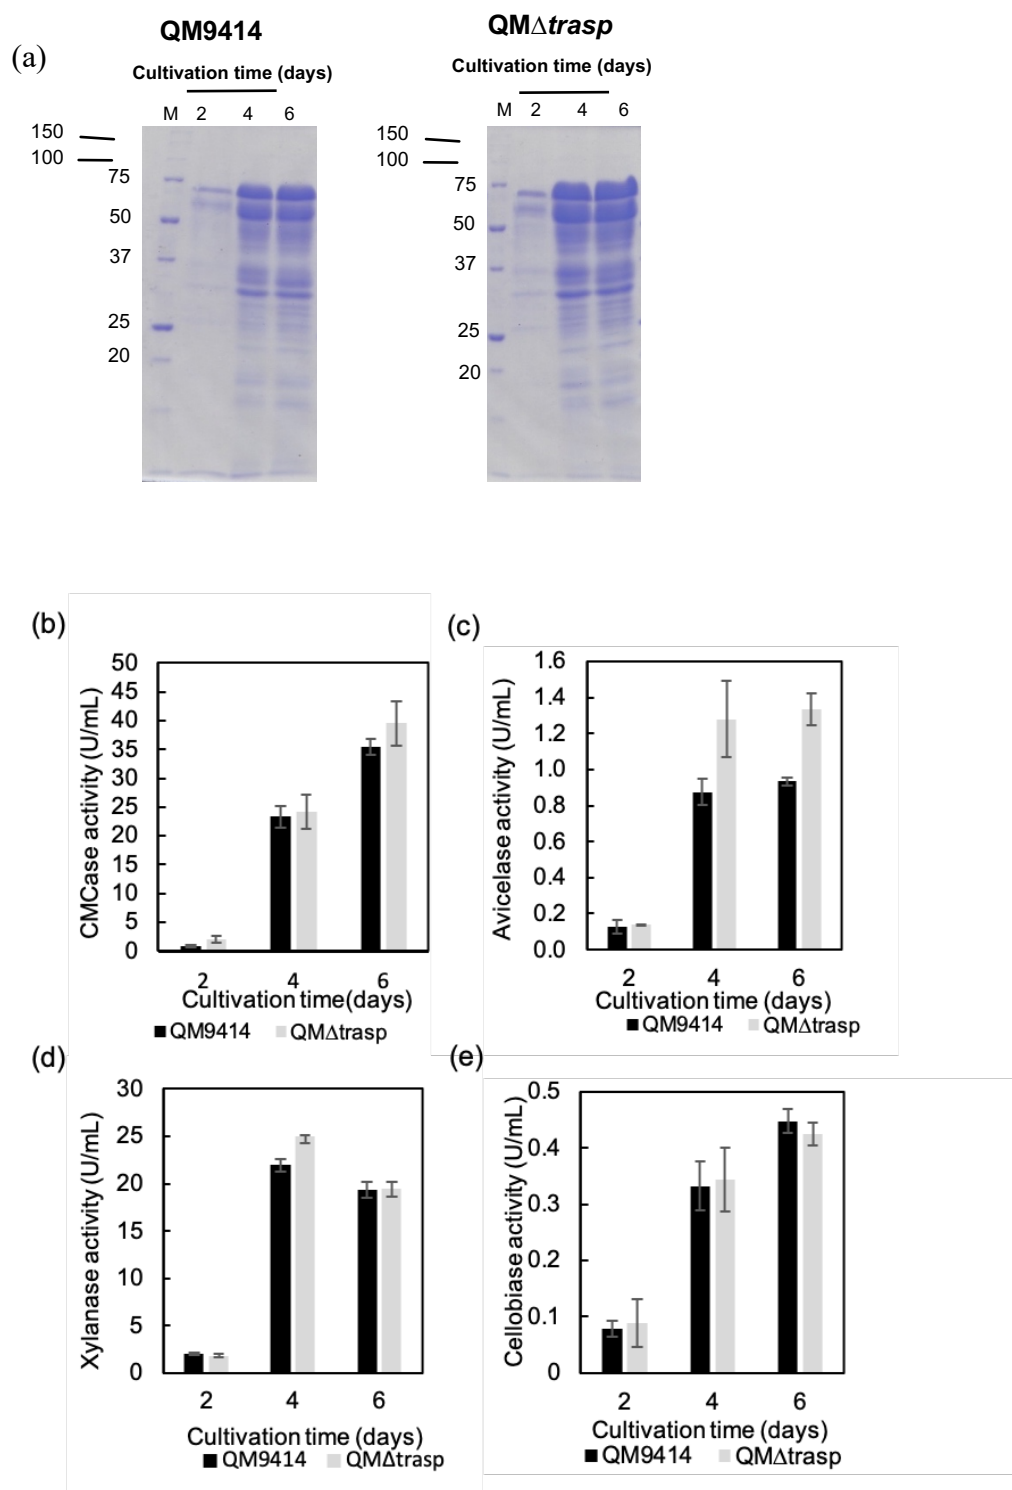 (a)
QM9414
Cultivation time (days)
M 2 4 6
150
100
75
50
37
25
20
QMΔtrasp
Cultivation time (days)
M 2 4 6
150
100
75
50
37
25
20
(b)
CMCase activity (U/mL)
50
45
40
35
30
25
20
15
10
5
0
2 4 6
Cultivation time(days)
QM9414 QMΔtrasp
(c)
Avicelase activity (U/mL)
1.6
1.4
1.2
1.0
0.8
0.6
0.4
0.2
0.0
2 4 6
Cultivation time (days)
QM9414 QMΔtrasp
(d)
Xylanase activity (U/mL)
30
25
20
15
10
5
0
2 4 6
Cultivation time (days)
QM9414 QMΔtrasp
(e)
Cellobiase activity (U/mL)
0.5
0.4
0.3
0.2
0.1
0
2 4 6
Cultivation time (days)
QM9414 QMΔtrasp